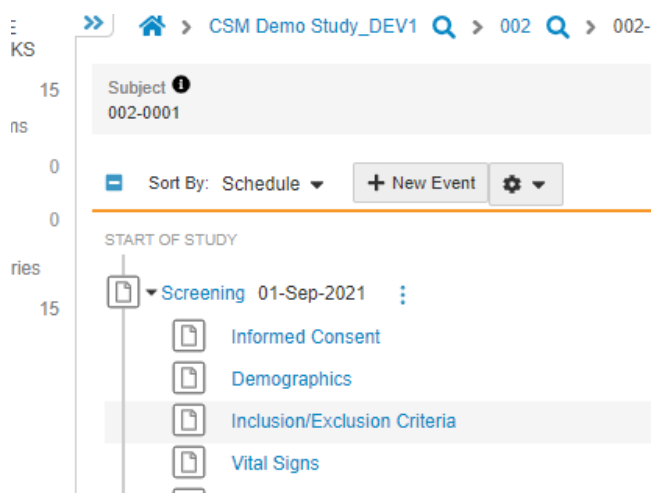 KS
CSM Demo Study_DEV1 > 002 > 002-
15
Subject
002-0001
ns
0
Sort By: Schedule
+ New Event
0
START OF STUDY
ries
Screening 01-Sep-2021
15
Informed Consent
Demographics
Inclusion/Exclusion Criteria
Vital Signs